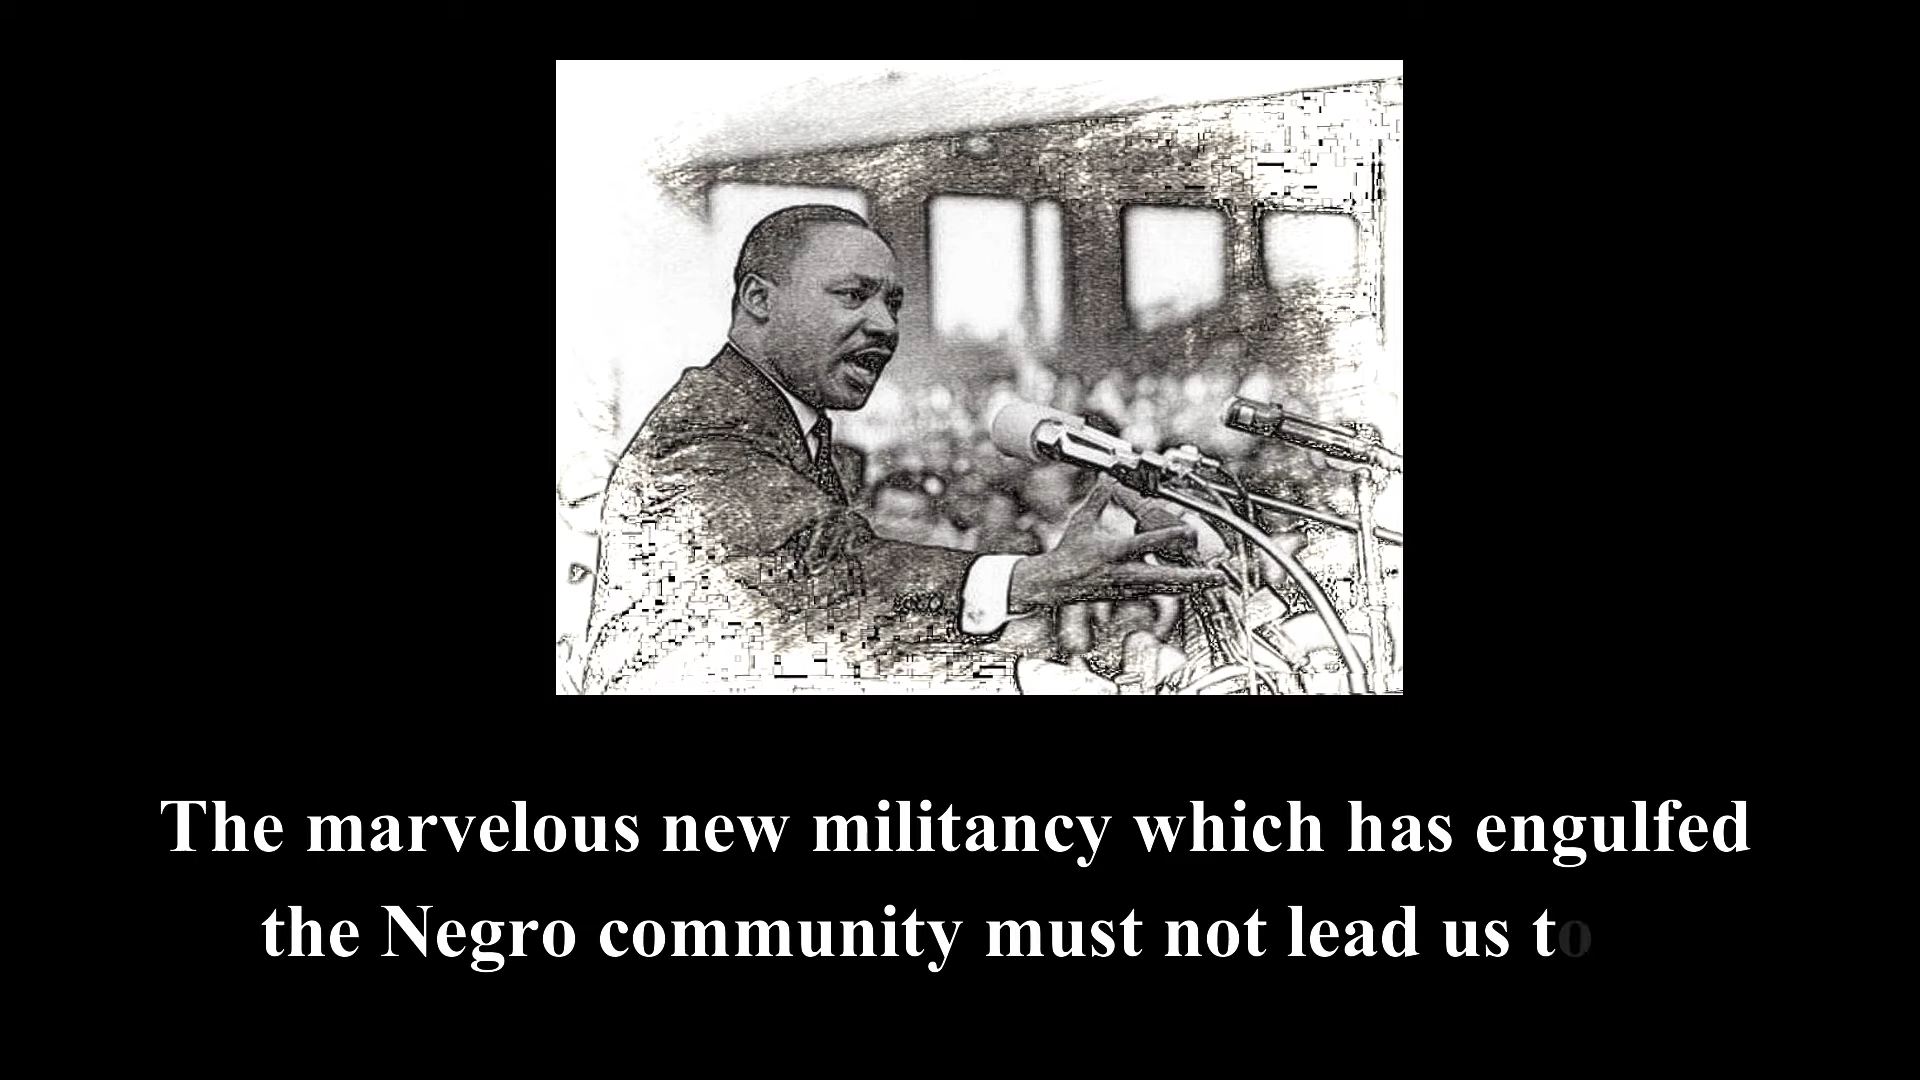 The marvelous new militancy which has engulfed
the Negro community must not lead us to